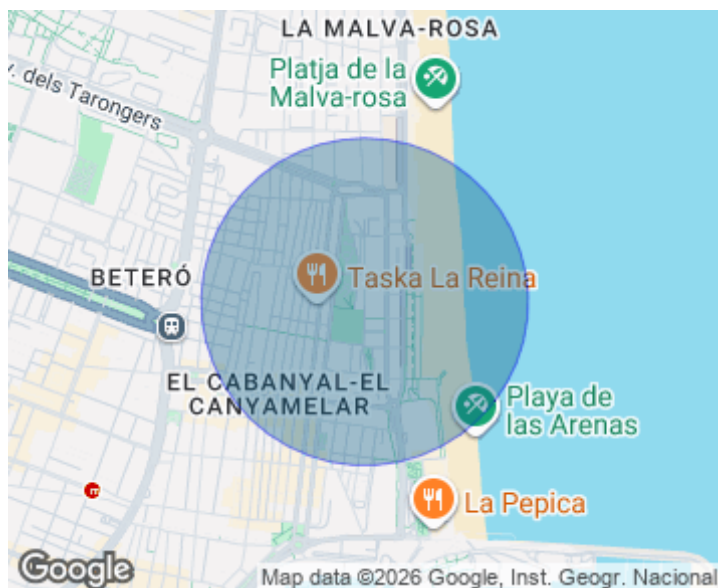 LA MALVA-ROSA
Platja de la
Malva-rosa
v. dels Tarongers
BETERÓ
Taska La Reina
EL CABANYAL-EL
CANYAMELAR
Playa de
las Arenas
La Pepica
Google
Map data ©2026 Google, Inst. Geogr. Nacional